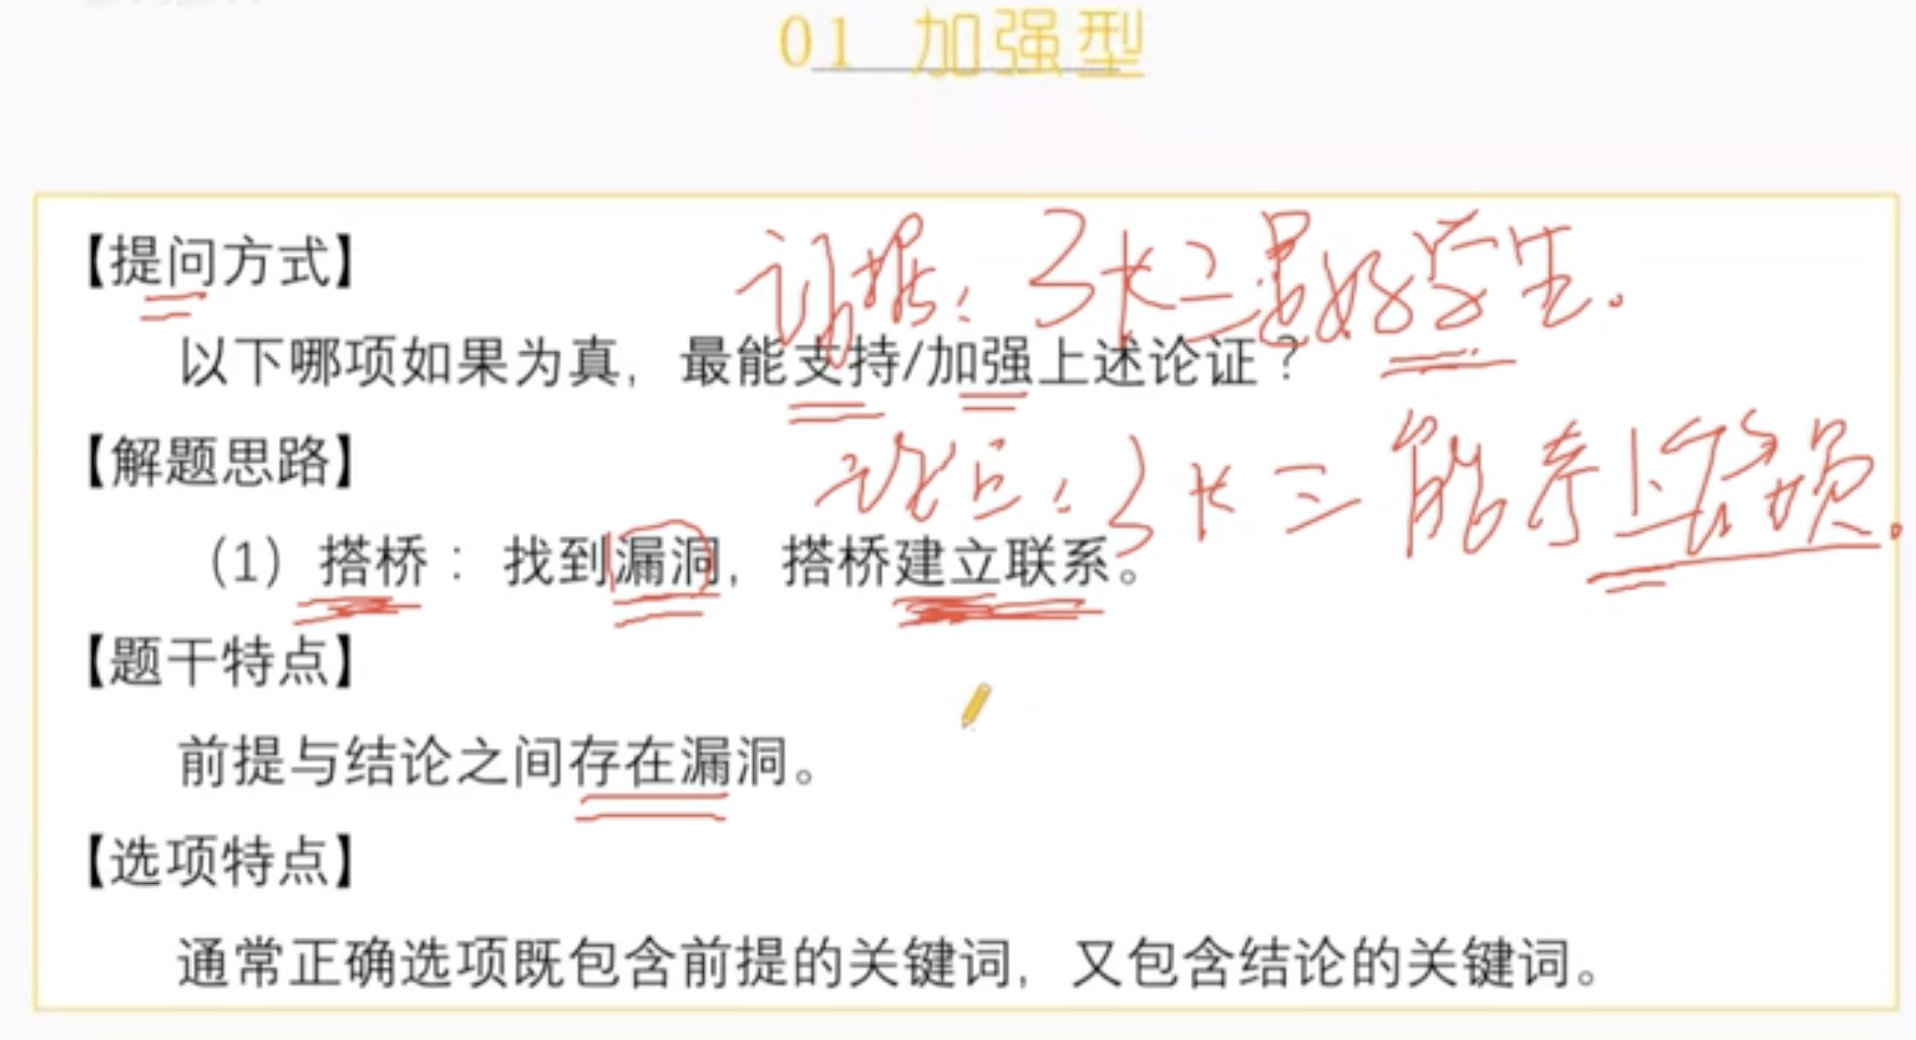 01 加强型
【提问方式】
证据：张三是好学生。
以下哪项如果为真，最能支持/加强上述论证？
论点：张三能考上
【解题思路】
（1）搭桥：找到漏洞，搭桥建立联系。
【题干特点】
前提与结论之间存在漏洞。
【选项特点】
通常正确选项既包含前提的关键词，又包含结论的关键词。